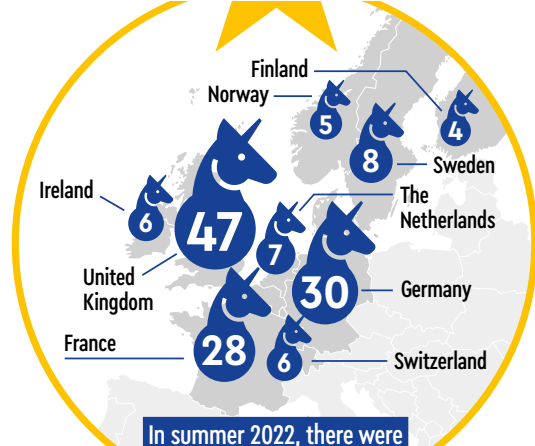 Finland
Norway
5
4
8
Sweden
Ireland
6
The
Netherlands
47
7
United
Kingdom
30
Germany
France
28
6
Switzerland
In summer 2022, there were